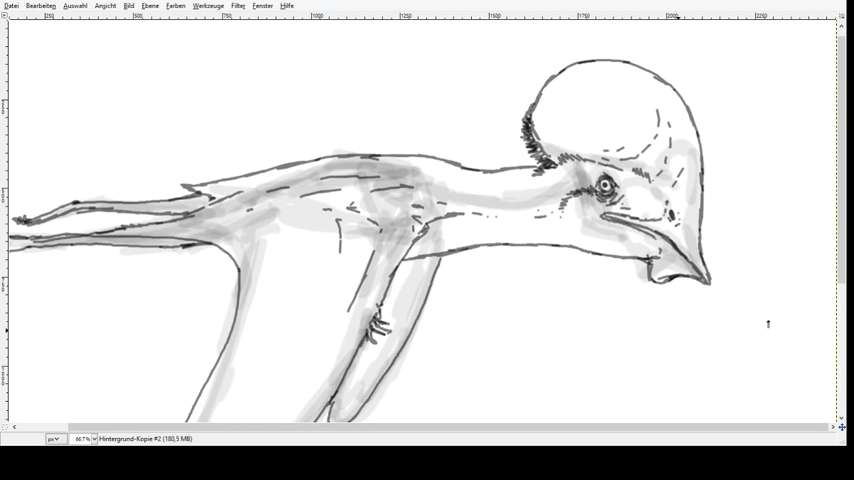 Datei Bearbeiten Auswahl Ansicht Bild Ebene Farben Werkzeuge Filter Fenster Hilfe
250 500 750 1000 1250 1500 1750 2000 2250
px 66,7% Hintergrund-Kopie #2 (180,5 MB)